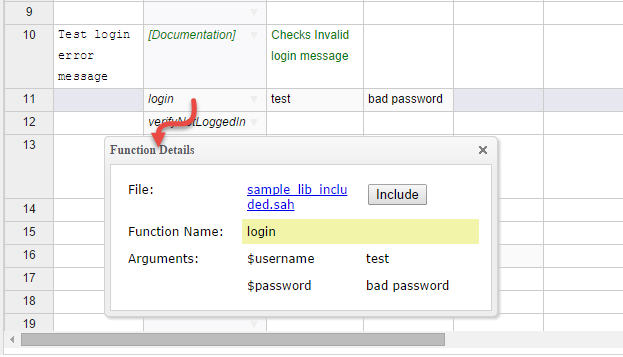 9
10 Test login [Documentation] Checks Invalid
error login message
message
11 login test bad password
12 verifyNotLoggedIn
13
Function Details
File: sample_lib_inclu Include
ded.sah
14
15 Function Name: login
16 Arguments: $username test
17 $password bad password
18
19